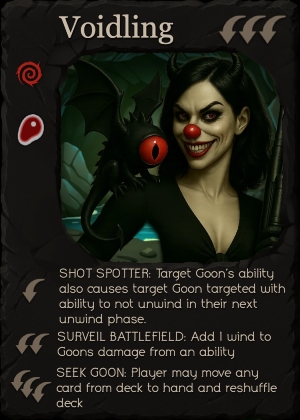 Voidling
SHOT SPOTTER: Target Goon's ability
also causes target Goon targeted with
ability to not unwind in their next
unwind phase.
SURVEIL BATTLEFIELD: Add 1 wind to
Goons damage from an ability
SEEK GOON: Player may move any
card from deck to hand and reshuffle
deck